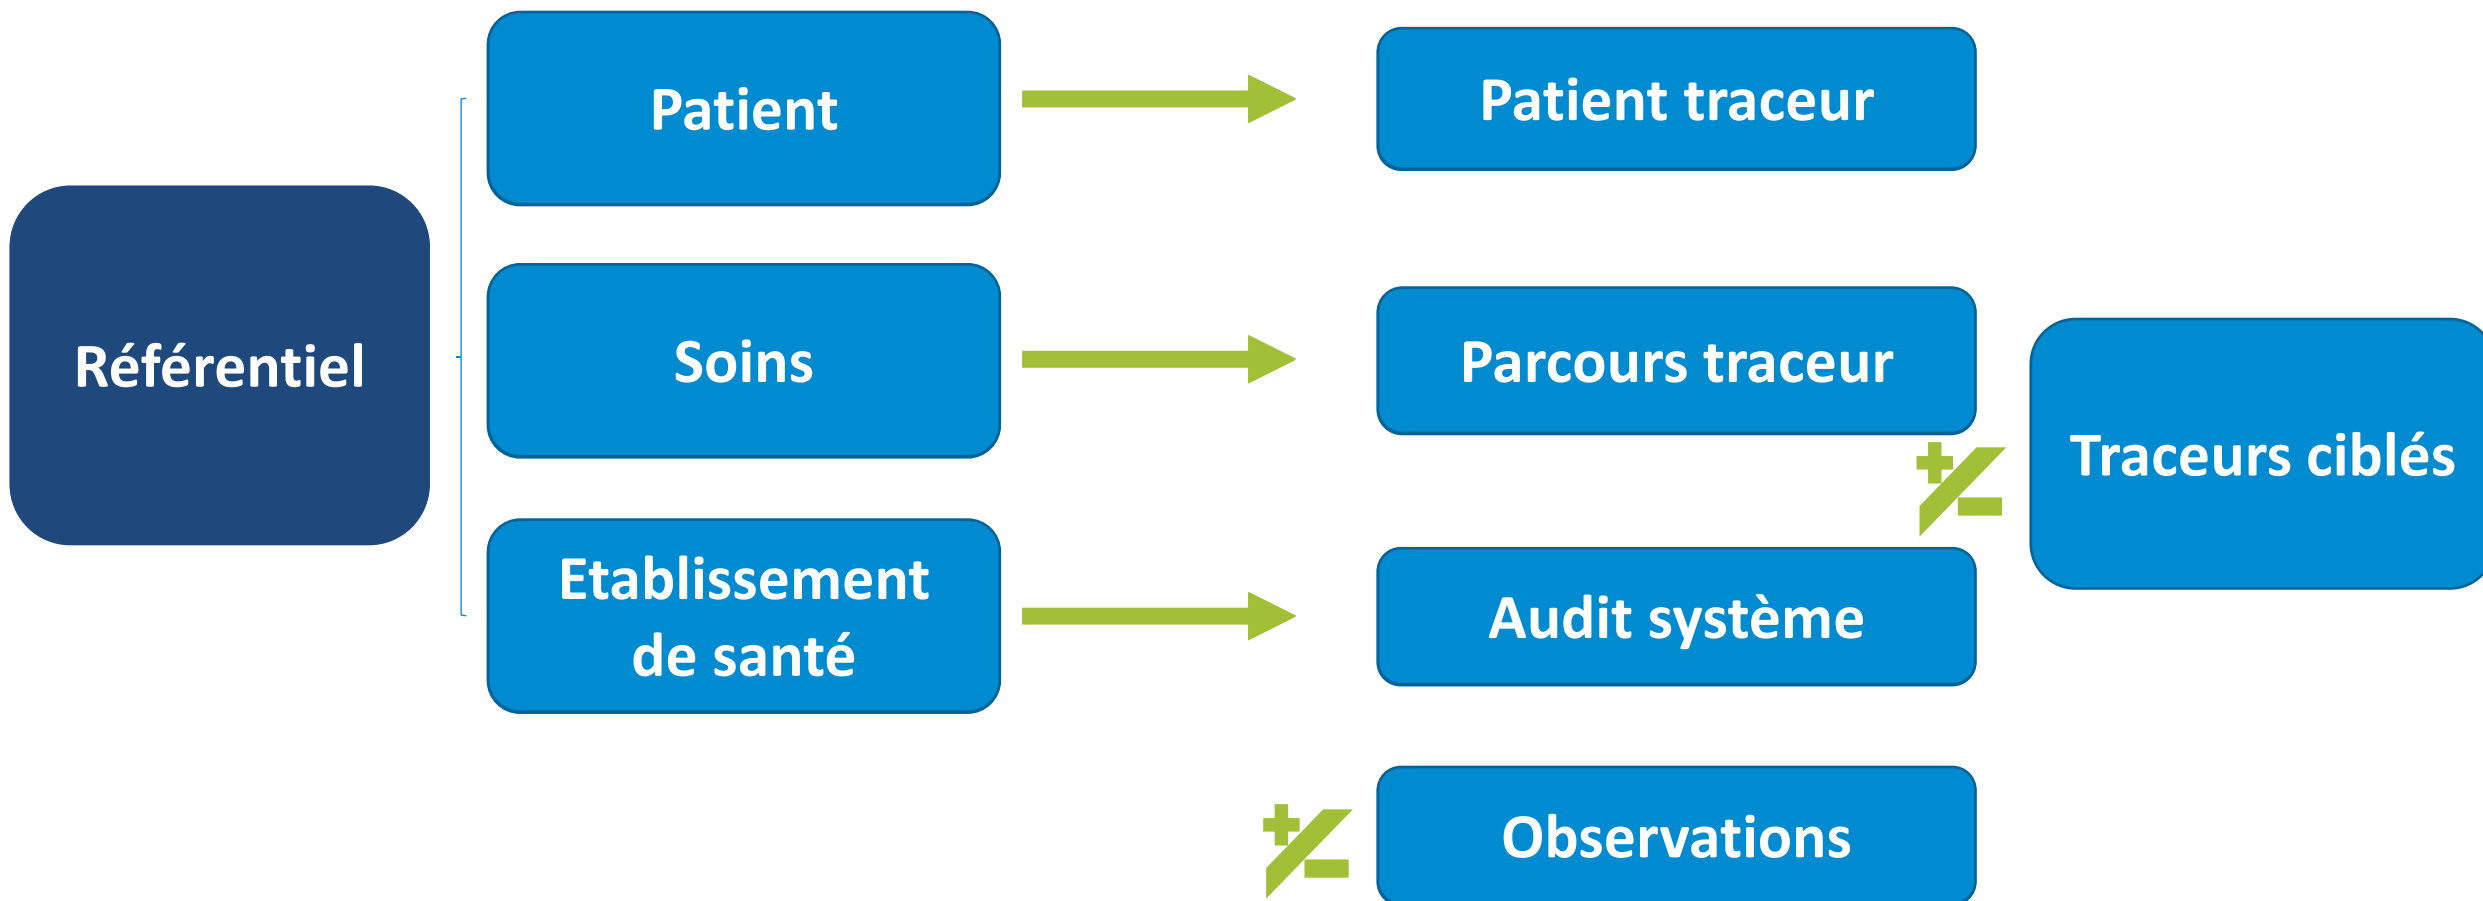 Référentiel
Patient
Patient traceur
Soins
Parcours traceur
Traceurs ciblés
Etablissement
de santé
Audit système
Observations